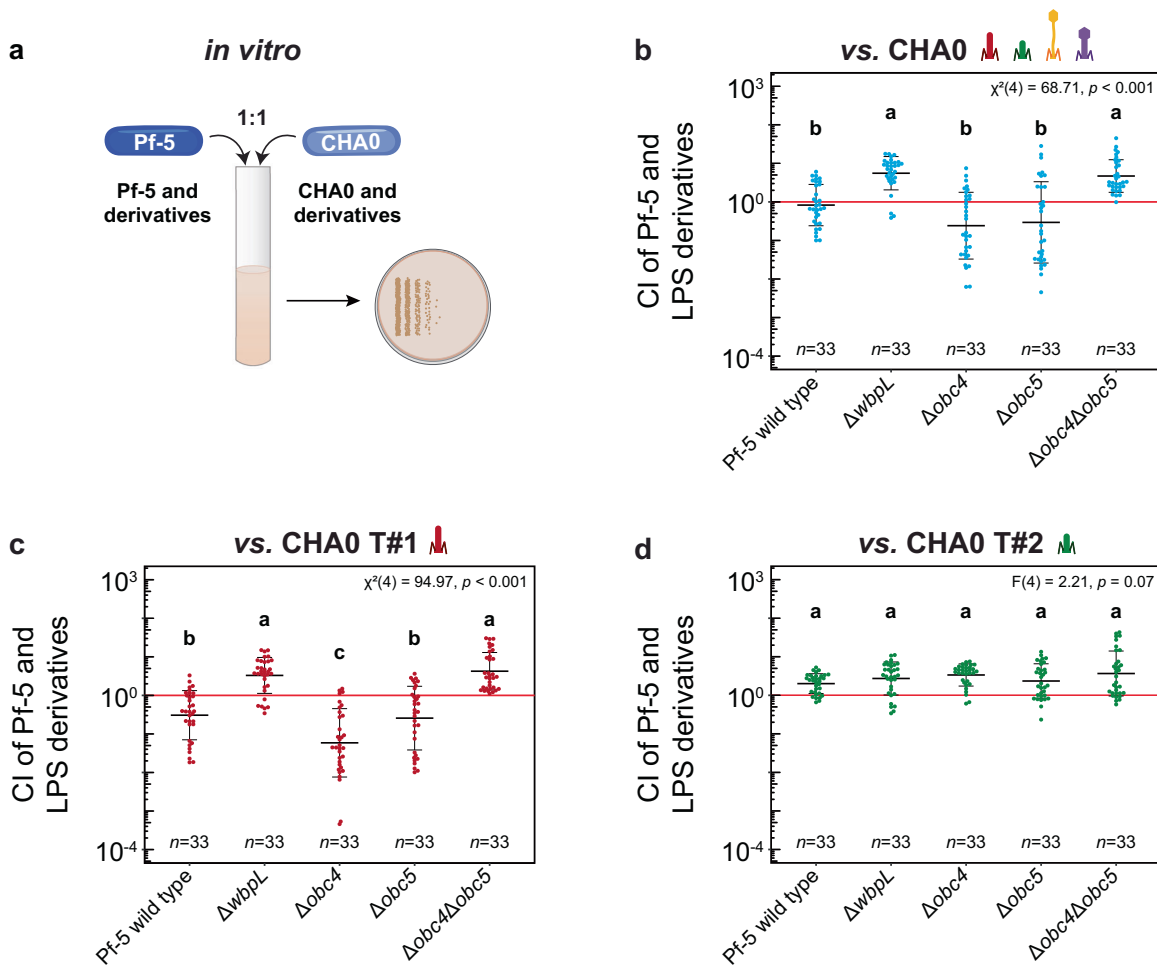 a
in vitro
1:1
Pf-5
CHA0
Pf-5 and
derivatives
CHA0 and
derivatives
b
vs. CHA0
χ²(4) = 68.71, p < 0.001
CI of Pf-5 and
LPS derivatives
10³
10⁰
10⁻⁴
b a b b a
n=33 n=33 n=33 n=33 n=33
Pf-5 wild type
ΔwbpL
Δobc4
Δobc5
Δobc4Δobc5
c
vs. CHA0 T#1
χ²(4) = 94.97, p < 0.001
CI of Pf-5 and
LPS derivatives
10³
10⁰
10⁻⁴
b a c b a
n=33 n=33 n=33 n=33 n=33
Pf-5 wild type
ΔwbpL
Δobc4
Δobc5
Δobc4Δobc5
d
vs. CHA0 T#2
F(4) = 2.21, p = 0.07
CI of Pf-5 and
LPS derivatives
10³
10⁰
10⁻⁴
a a a a a
n=33 n=33 n=33 n=33 n=33
Pf-5 wild type
ΔwbpL
Δobc4
Δobc5
Δobc4Δobc5